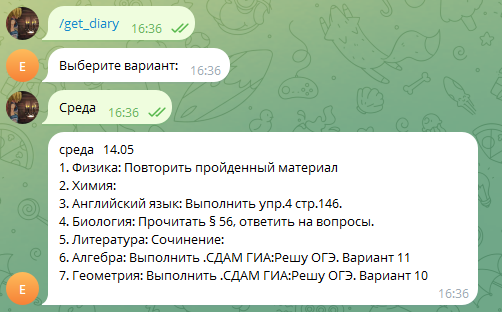 /get_diary 16:36
E
Выберите вариант: 16:36
Среда 16:36
среда 14.05
1. Физика: Повторить пройденный материал
2. Химия:
3. Английский язык: Выполнить упр.4 стр.146.
4. Биология: Прочитать § 56, ответить на вопросы.
5. Литература: Сочинение:
6. Алгебра: Выполнить .СДАМ ГИА:Решу ОГЭ. Вариант 11
7. Геометрия: Выполнить .СДАМ ГИА:Решу ОГЭ. Вариант 10
E
16:36